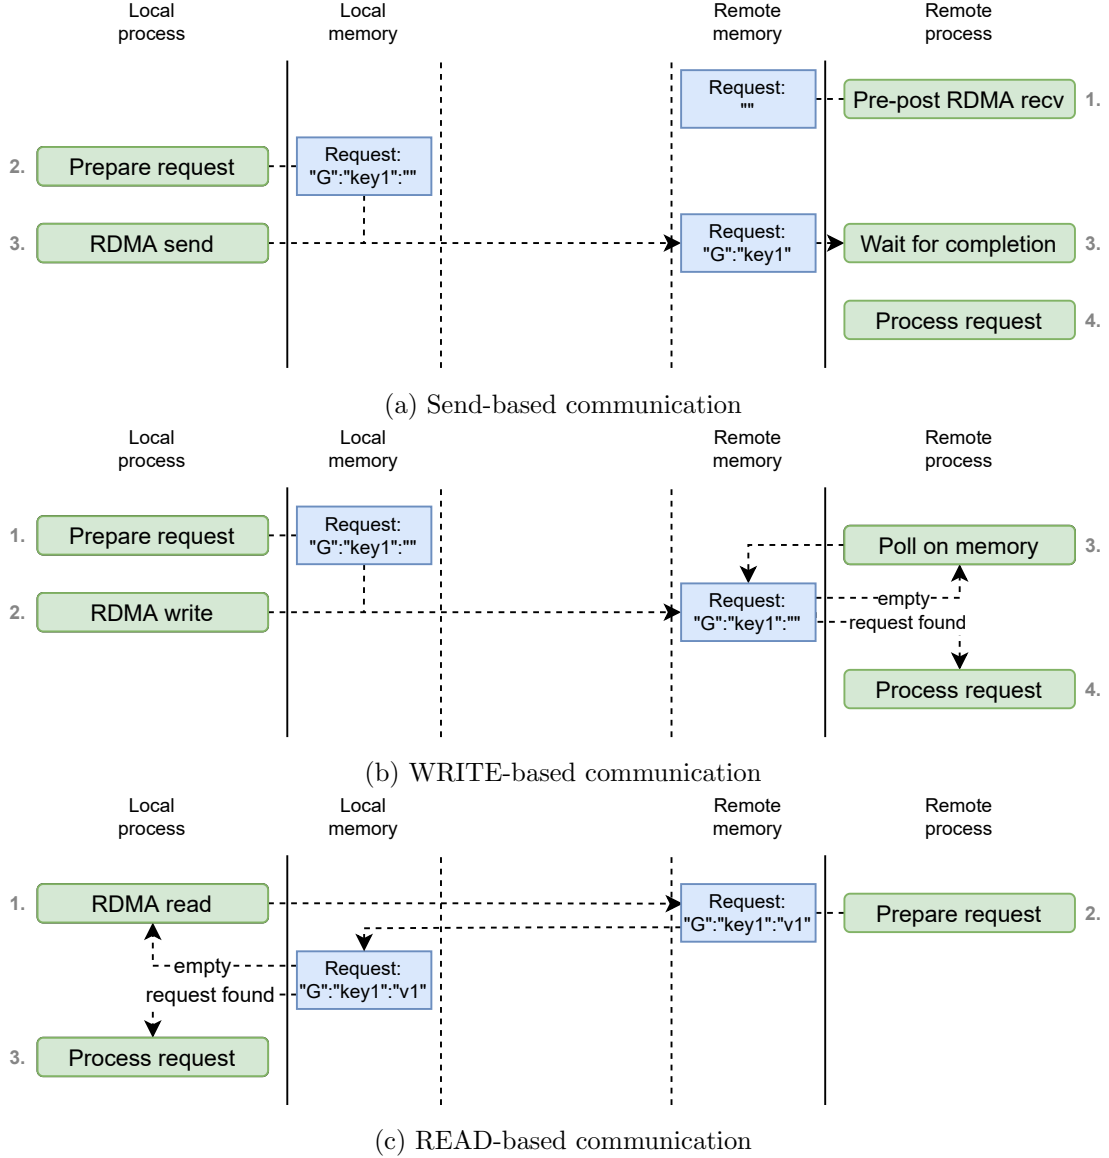 Local
process
Local
memory
Remote
memory
Remote
process
Request:
""
Pre-post RDMA recv
1.
2.
Prepare request
Request:
"G":"key1":""
3.
RDMA send
Request:
"G":"key1"
Wait for completion
3.
Process request
4.
(a) Send-based communication
Local
process
Local
memory
Remote
memory
Remote
process
1.
Prepare request
Request:
"G":"key1":""
Poll on memory
3.
2.
RDMA write
Request:
"G":"key1":""
empty
request found
Process request
4.
(b) WRITE-based communication
Local
process
Local
memory
Remote
memory
Remote
process
1.
RDMA read
Request:
"G":"key1":"v1"
Prepare request
2.
empty
request found
Request:
"G":"key1":"v1"
3.
Process request
(c) READ-based communication